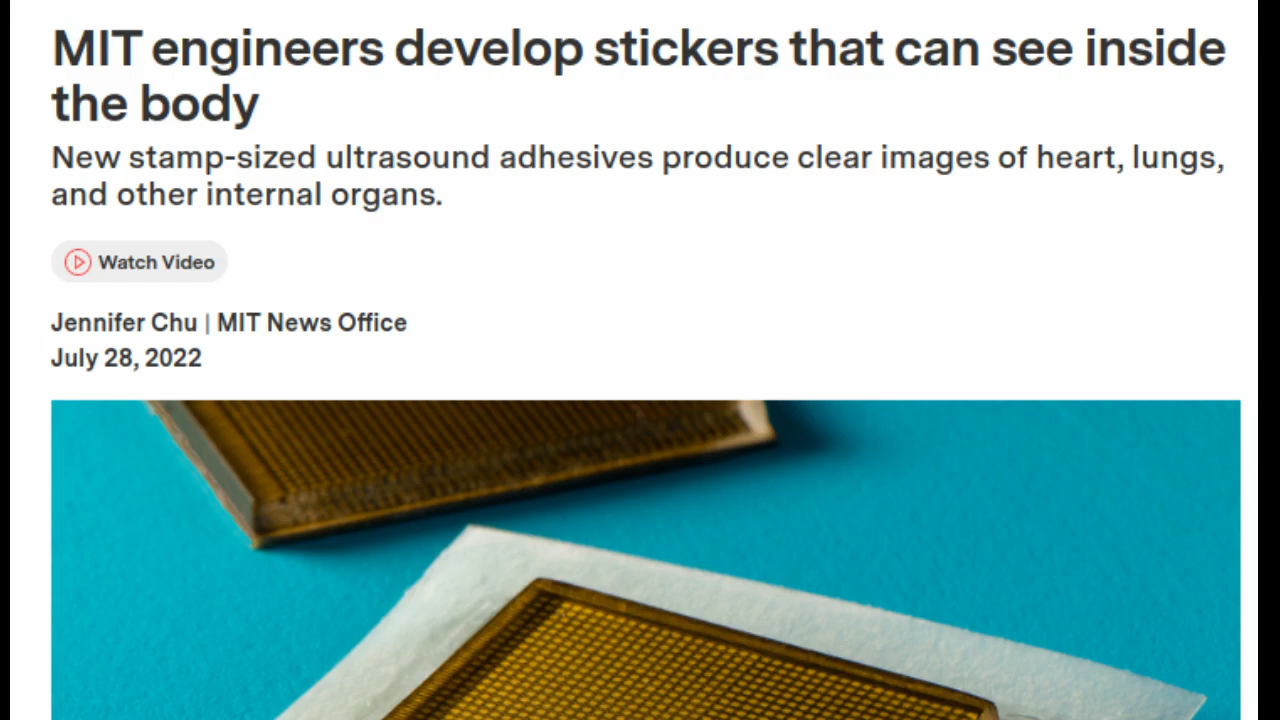 MIT engineers develop stickers that can see inside
the body
New stamp-sized ultrasound adhesives produce clear images of heart, lungs,
and other internal organs.
Watch Video
Jennifer Chu | MIT News Office
July 28, 2022